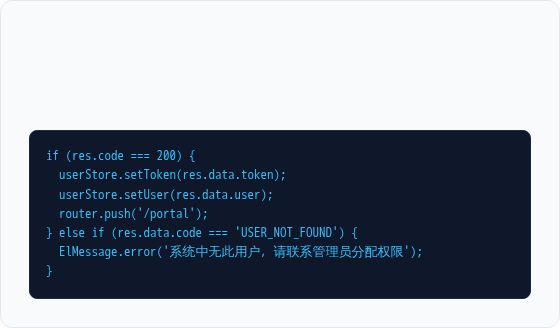 if (res.code === 200) {
  userStore.setToken(res.data.token);
  userStore.setUser(res.data.user);
  router.push('/portal');
} else if (res.data.code === 'USER_NOT_FOUND') {
  ElMessage.error('系统中无此用户, 请联系管理员分配权限');
}